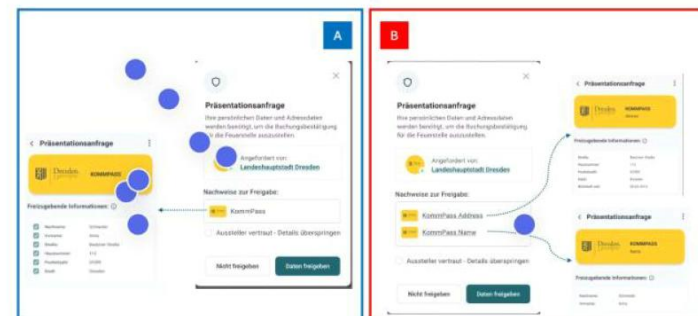 A
Präsentationsanfrage
Ihre persönlichen Daten und Adressdaten
werden benötigt, um die Buchungsbestätigung
für die Feuerstelle auszustellen.
Angefordert von:
Landeshauptstadt Dresden
Nachweise zur Freigabe:
KommPass
Aussteller vertraut - Details überspringen
Nicht freigeben
Daten freigeben
Präsentationsanfrage
Dresden
KOMMPASS
Freizugebende Informationen:
Nachname
Vorname
Straße
Hausnummer
Postleitzahl
Stadt
Dresden
B
Präsentationsanfrage
Ihre persönlichen Daten und Adressdaten
werden benötigt, um die Buchungsbestätigung
für die Feuerstelle auszustellen.
Angefordert von:
Landeshauptstadt Dresden
Nachweise zur Freigabe:
KommPass Address
KommPass Name
Aussteller vertraut - Details überspringen
Nicht freigeben
Daten freigeben
Präsentationsanfrage
Dresden
KOMMPASS
Freizugebende Informationen:
Präsentationsanfrage
Dresden
KOMMPASS
Name
Freizugebende Informationen:
Nachname
Vorname